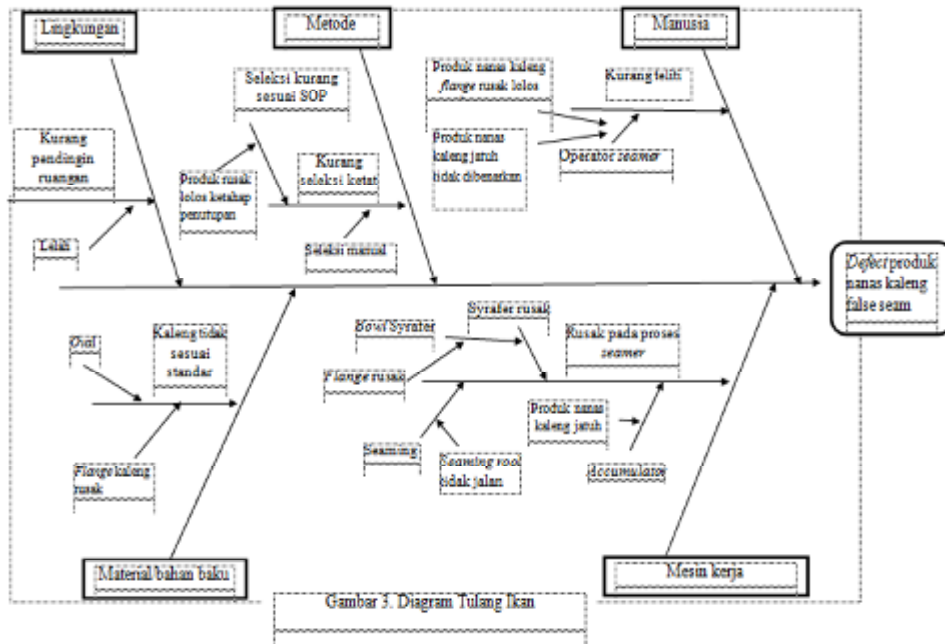 Lingkungan
Metode
Manusia
Seleksi kurang
sesuai SOP
Produk nanas kaleng
flange rusak lolos
Kurang teliti
Kurang
pendingin
ruangan
Produk rusak
lolos ketahap
penutupan
Kurang
seleksi ketat
Produk nanas
kaleng jatuh
tidak dibenarkan
Operator seamer
Lelah
Seleksi manual
Defect produk
nanas kaleng
false seam
Oval
Kaleng tidak
sesuai
standar
Bowl Syrafer
Syrafer rusak
Rusak pada proses
seamer
Flange rusak
Produk nanas
kaleng jatuh
Flange kaleng
rusak
Seaming
Seaming rool
tidak jalan
Accumulator
Material/bahan baku
Mesin kerja
Gambar 3. Diagram Tulang Ikan